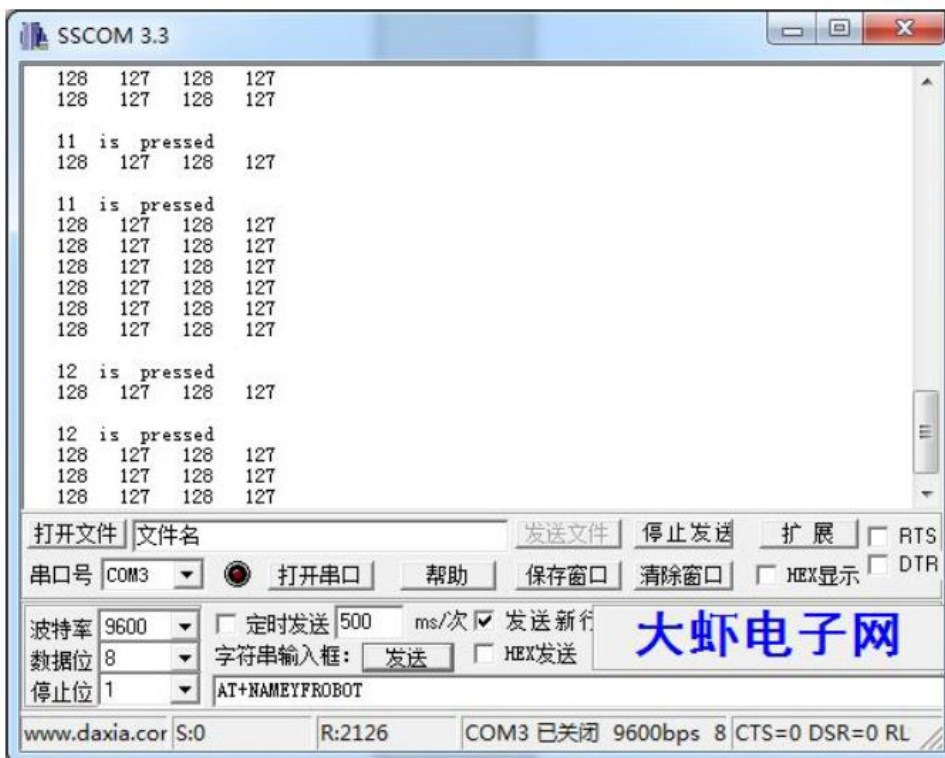 SSCOM 3.3
128 127 128 127
128 127 128 127
11 is pressed
128 127 128 127
11 is pressed
128 127 128 127
128 127 128 127
128 127 128 127
128 127 128 127
128 127 128 127
128 127 128 127
12 is pressed
128 127 128 127
12 is pressed
128 127 128 127
128 127 128 127
128 127 128 127
打开文件 文件名 发送文件 停止发送 扩展 RTS
串口号 COM3 打开串口 帮助 保存窗口 清除窗口 HEX显示 DTR
波特率 9600 定时发送 500 ms/次 发送新行 大虾电子网
数据位 8 字符串输入框: 发送 HEX发送
停止位 1 AT+NAMEYFROBOT
www.daxia.cor S:0 R:2126 COM3 已关闭 9600bps 8 CTS=0 DSR=0 RL